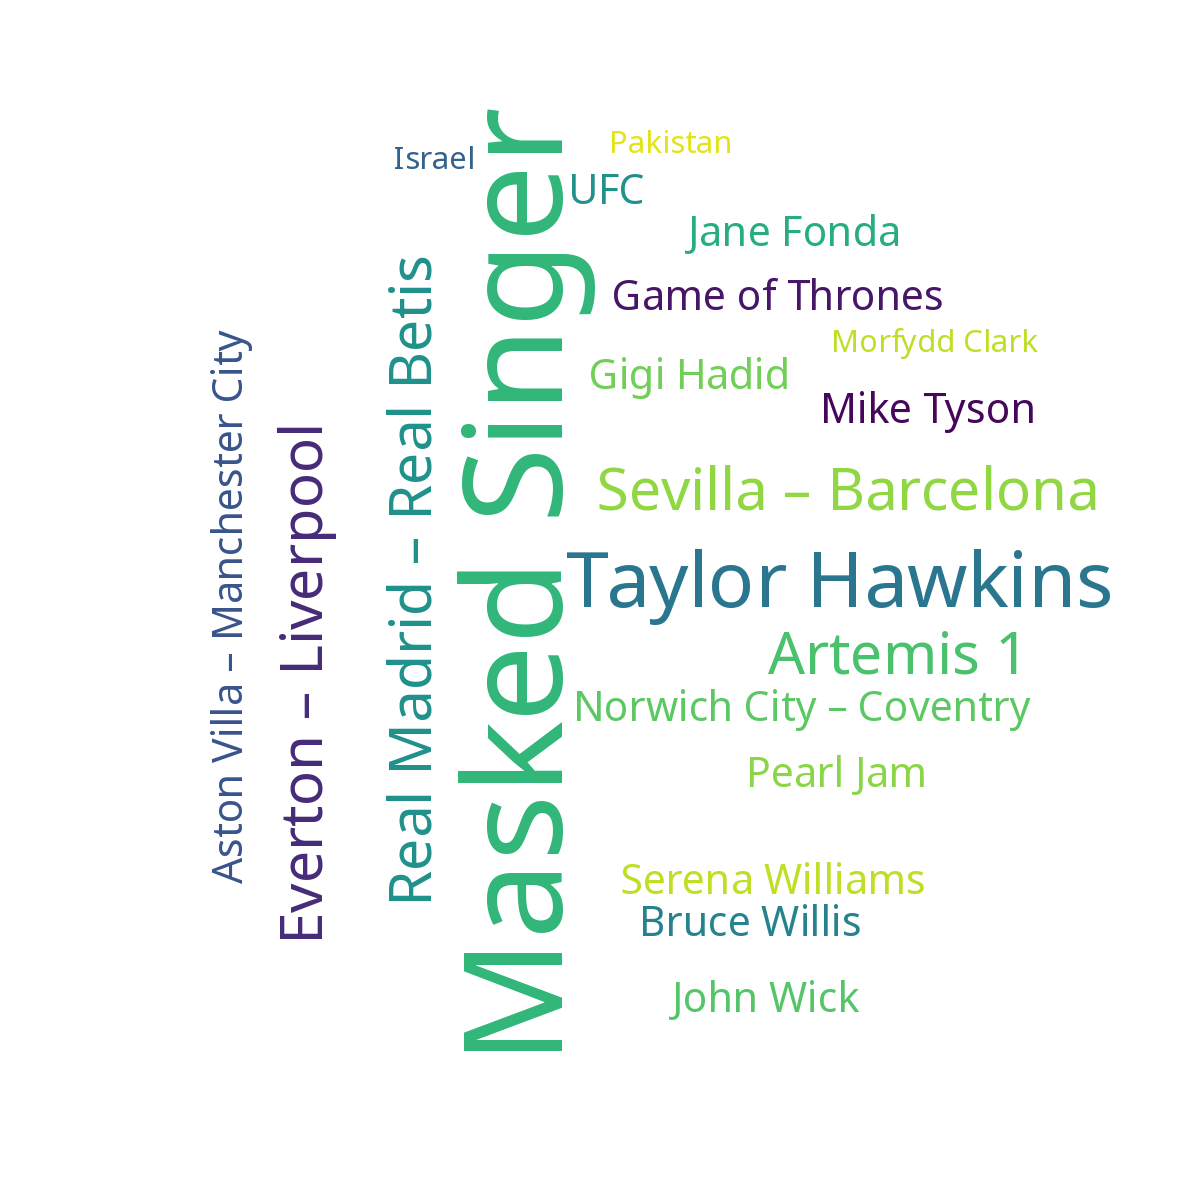 Pakistan
Israel
UFC
Jane Fonda
Game of Thrones
Morfydd Clark
Gigi Hadid
Mike Tyson
Sevilla – Barcelona
Taylor Hawkins
Artemis 1
Norwich City – Coventry
Pearl Jam
Serena Williams
Bruce Willis
John Wick
Aston Villa – Manchester City
Everton – Liverpool
Real Madrid – Real Betis
Masked Singer